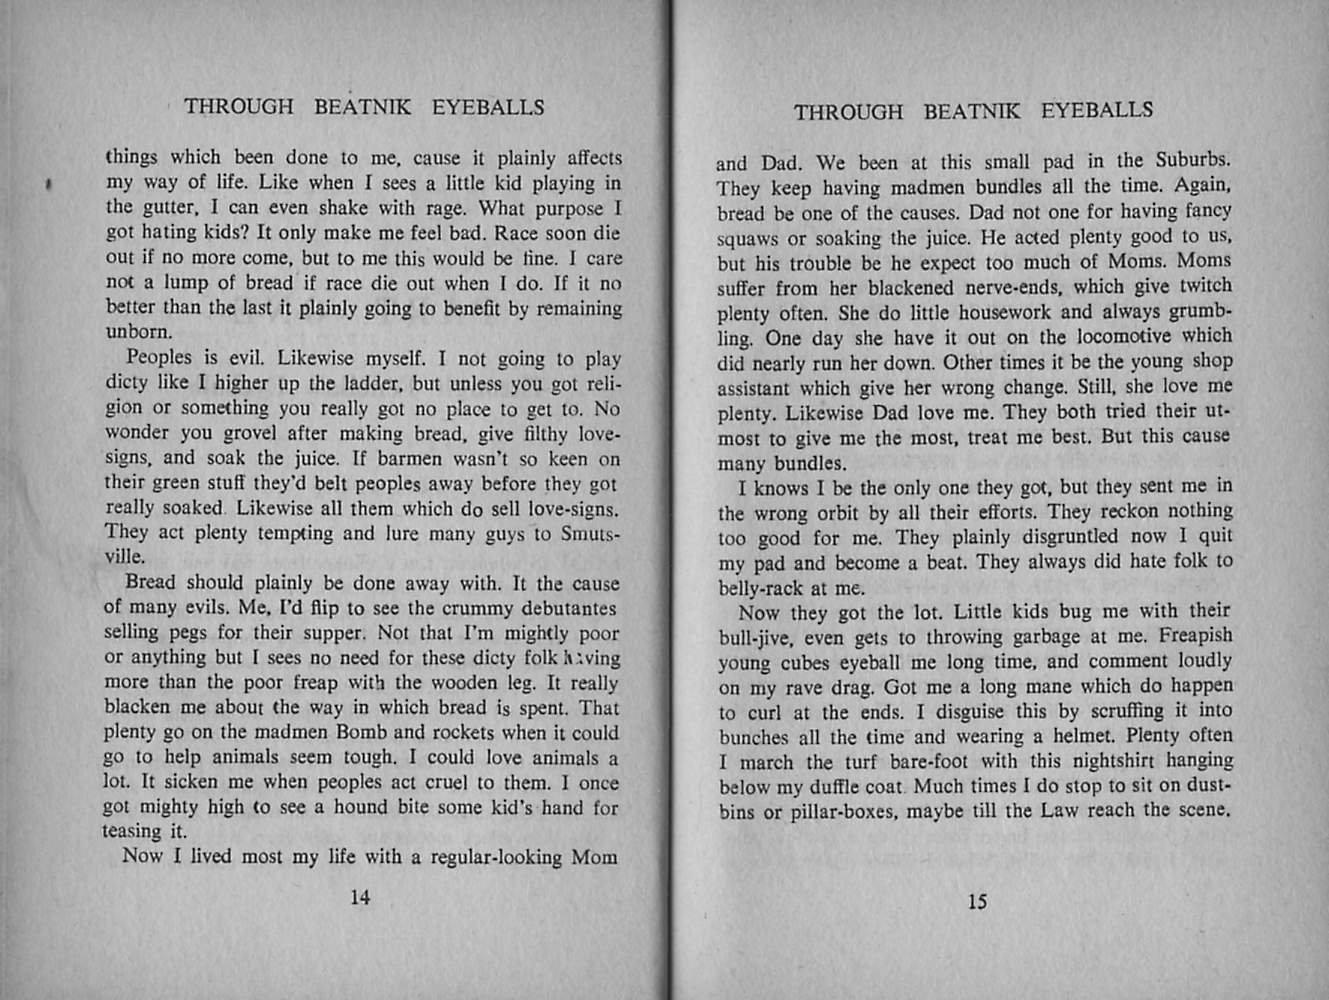 THROUGH BEATNIK EYEBALLS
things which been done to me, cause it plainly affects
my way of life. Like when I sees a little kid playing in
the gutter, I can even shake with rage. What purpose I
got hating kids? It only make me feel bad. Race soon die
out if no more come, but to me this would be fine. I care
not a lump of bread if race die out when I do. If it no
better than the last it plainly going to benefit by remaining
unborn.
Peoples is evil. Likewise myself. I not going to play
dicty like I higher up the ladder, but unless you got reli-
gion or something you really got no place to get to. No
wonder you grovel after making bread, give filthy love-
signs, and soak the juice. If barmen wasn't so keen on
their green stuff they'd belt peoples away before they got
really soaked. Likewise all them which do sell love-signs.
They act plenty tempting and lure many guys to Smuts-
ville.
Bread should plainly be done away with. It the cause
of many evils. Me, I'd flip to see the crummy debutantes
selling pegs for their supper. Not that I'm mightly poor
or anything but I sees no need for these dicty folk having
more than the poor freap with the wooden leg. It really
blacken me about the way in which bread is spent. That
plenty go on the madmen Bomb and rockets when it could
go to help animals seem tough. I could love animals a
lot. It sicken me when peoples act cruel to them. I once
got mighty high to see a hound bite some kid's hand for
teasing it.
Now I lived most my life with a regular-looking Mom
14
THROUGH BEATNIK EYEBALLS
and Dad. We been at this small pad in the Suburbs.
They keep having madmen bundles all the time. Again,
bread be one of the causes. Dad not one for having fancy
squaws or soaking the juice. He acted plenty good to us,
but his trouble be he expect too much of Moms. Moms
suffer from her blackened nerve-ends, which give twitch
plenty often. She do little housework and always grumb-
ling. One day she have it out on the locomotive which
did nearly run her down. Other times it be the young shop
assistant which give her wrong change. Still, she love me
plenty. Likewise Dad love me. They both tried their ut-
most to give me the most, treat me best. But this cause
many bundles.
I knows I be the only one they got, but they sent me in
the wrong orbit by all their efforts. They reckon nothing
too good for me. They plainly disgruntled now I quit
my pad and become a beat. They always did hate folk to
belly-rack at me.
Now they got the lot. Little kids bug me with their
bull-jive, even gets to throwing garbage at me. Freapish
young cubes eyeball me long time, and comment loudly
on my rave drag. Got me a long mane which do happen
to curl at the ends. I disguise this by scruffing it into
bunches all the time and wearing a helmet. Plenty often
I march the turf bare-foot with this nightshirt hanging
below my duffle coat. Much times I do stop to sit on dust-
bins or pillar-boxes, maybe till the Law reach the scene.
15